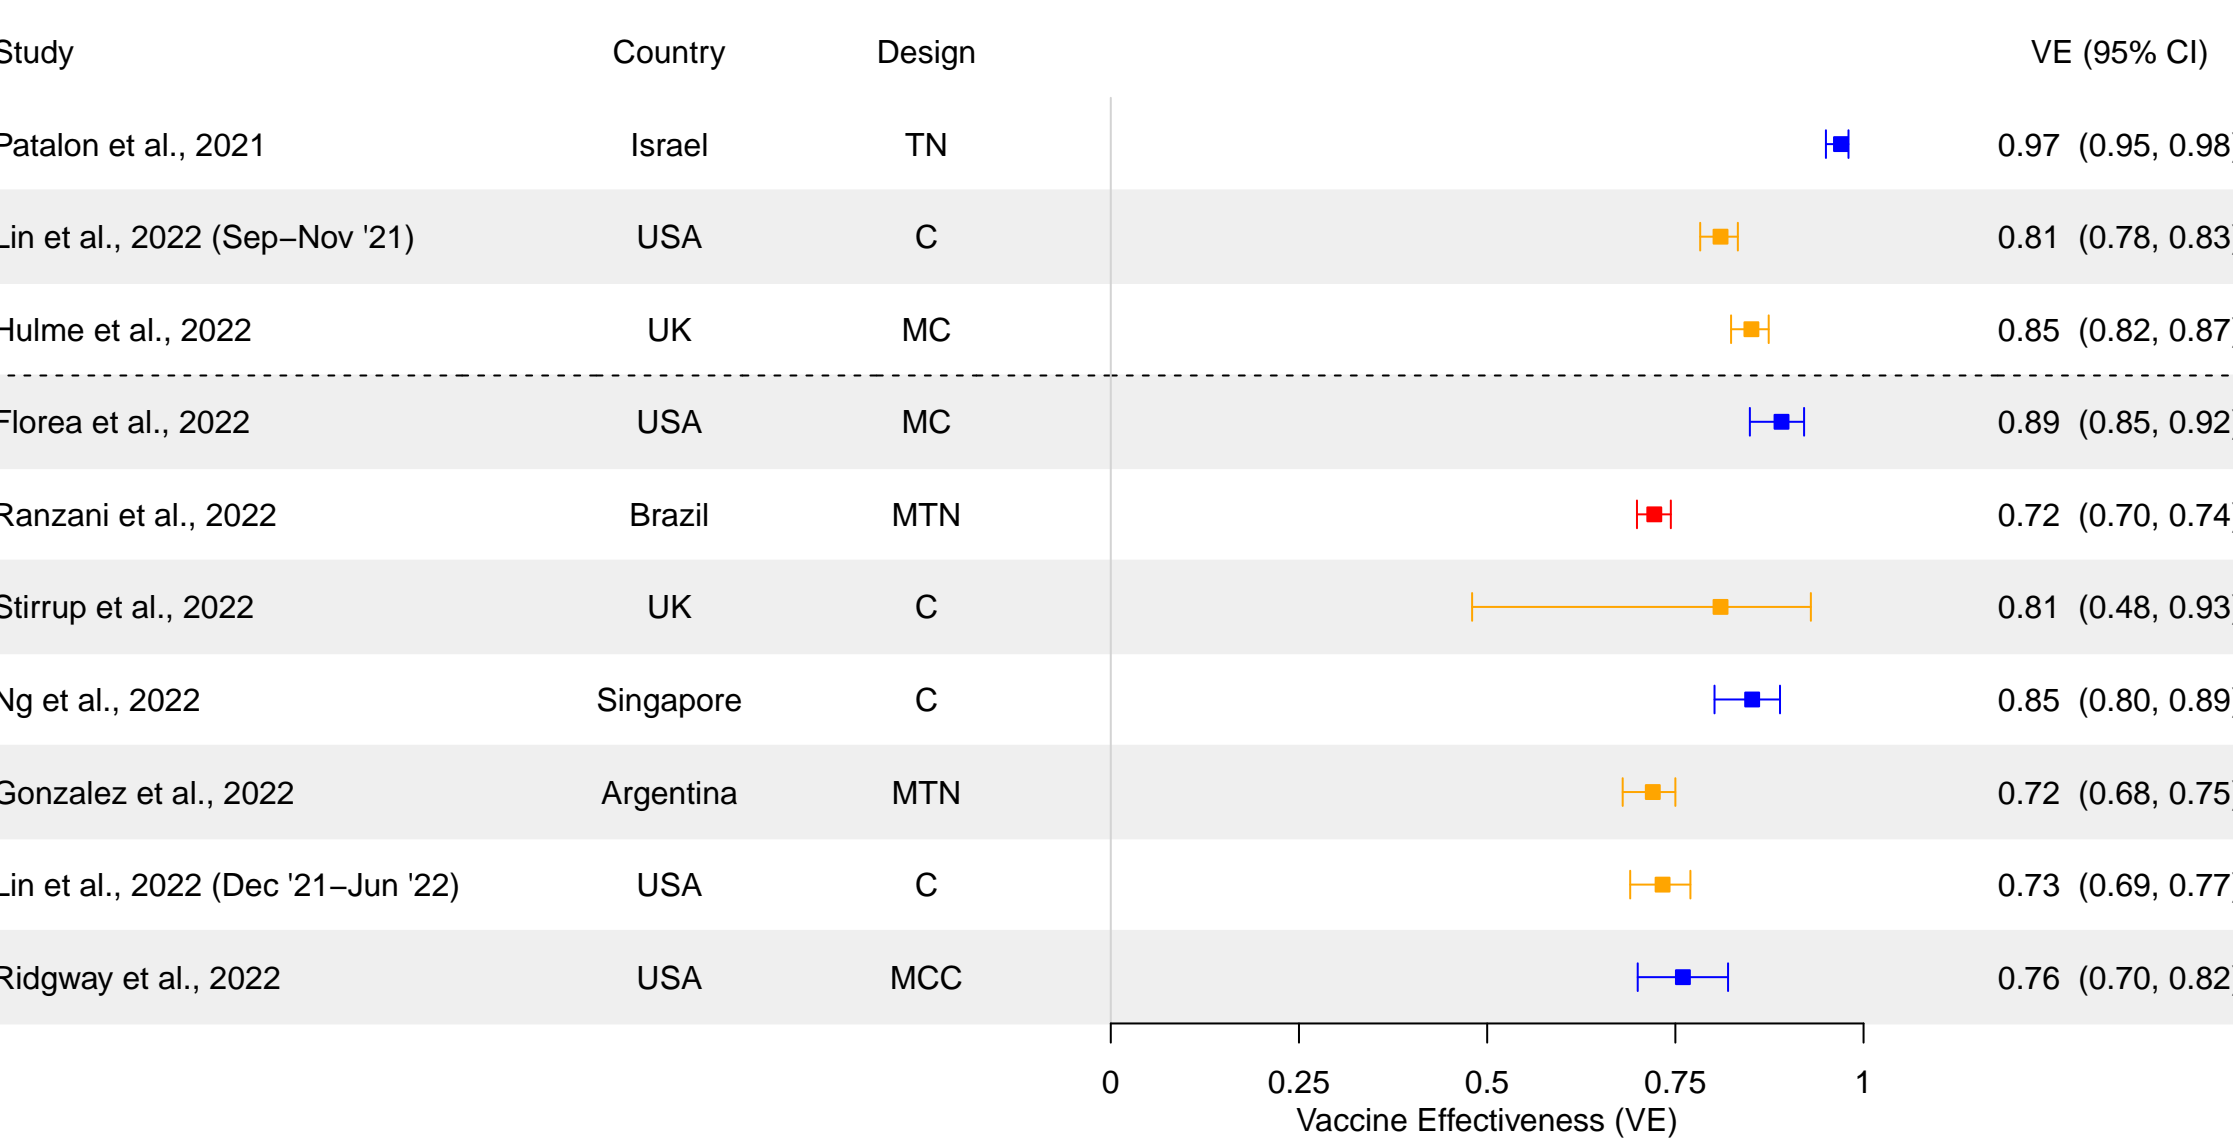 Study Country Design VE (95% CI)
Patalon et al., 2021 Israel TN 0.97 (0.95, 0.98)
Lin et al., 2022 (Sep−Nov '21) USA C 0.81 (0.78, 0.83)
Hulme et al., 2022 UK MC 0.85 (0.82, 0.87)
Florea et al., 2022 USA MC 0.89 (0.85, 0.92)
Ranzani et al., 2022 Brazil MTN 0.72 (0.70, 0.74)
Stirrup et al., 2022 UK C 0.81 (0.48, 0.93)
Ng et al., 2022 Singapore C 0.85 (0.80, 0.89)
Gonzalez et al., 2022 Argentina MTN 0.72 (0.68, 0.75)
Lin et al., 2022 (Dec '21−Jun '22) USA C 0.73 (0.69, 0.77)
Ridgway et al., 2022 USA MCC 0.76 (0.70, 0.82)
0 0.25 0.5 0.75 1
Vaccine Effectiveness (VE)